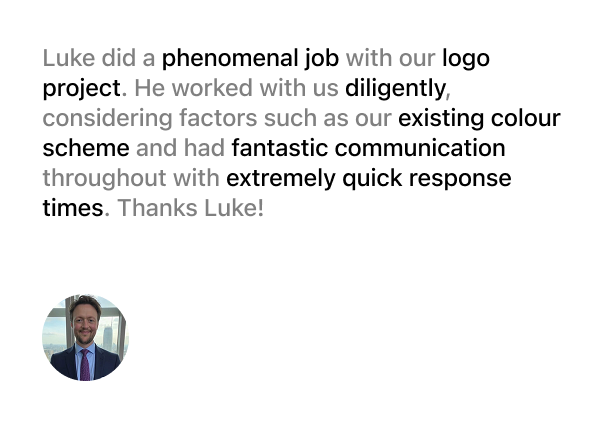 Luke did a phenomenal job with our logo
project. He worked with us diligently,
considering factors such as our existing colour
scheme and had fantastic communication
throughout with extremely quick response
times. Thanks Luke!